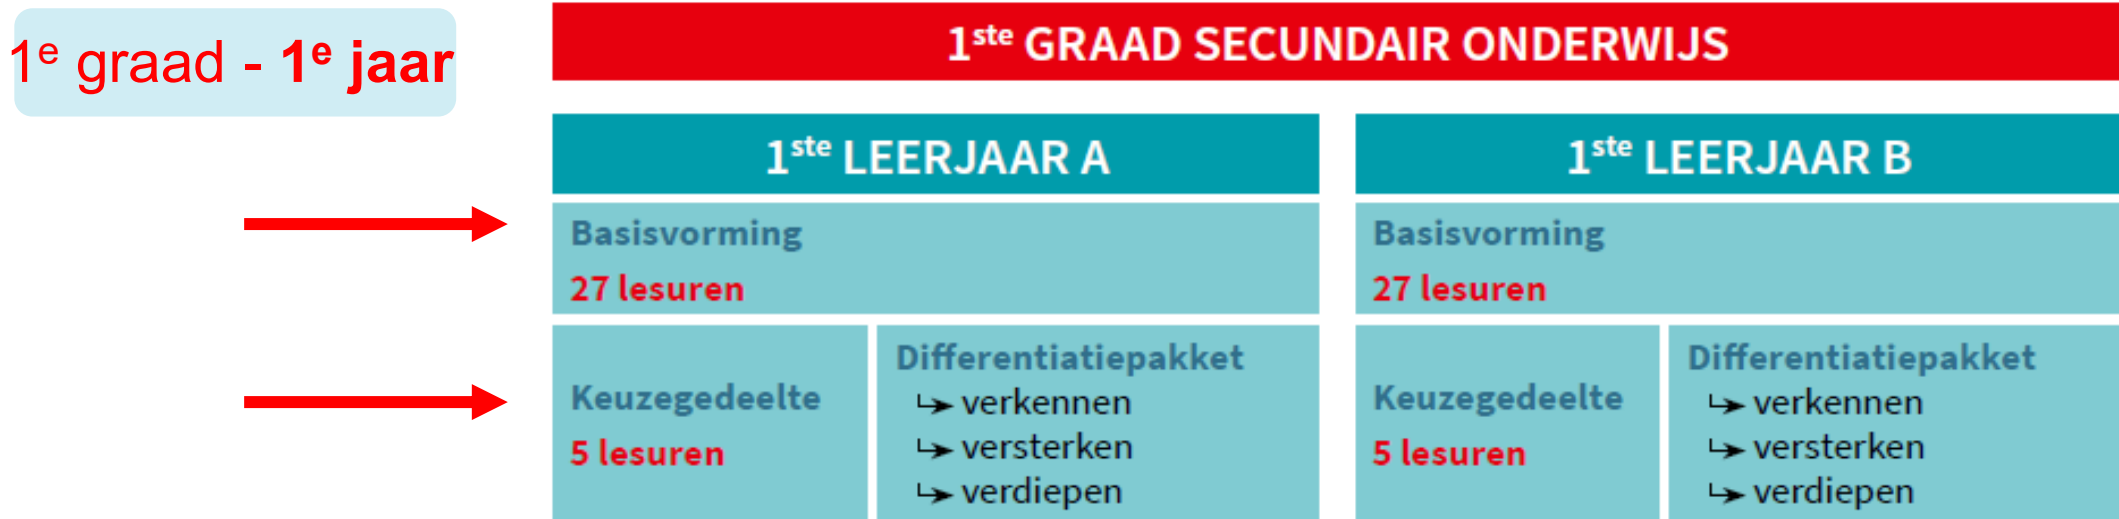 1e graad - 1e jaar
1ste GRAAD SECUNDAIR ONDERWIJS
1ste LEERJAAR A
Basisvorming
27 lesuren
Keuzegedeelte
5 lesuren
Differentiatiepakket
verkennen
versterken
verdiepen
1ste LEERJAAR B
Basisvorming
27 lesuren
Keuzegedeelte
5 lesuren
Differentiatiepakket
verkennen
versterken
verdiepen